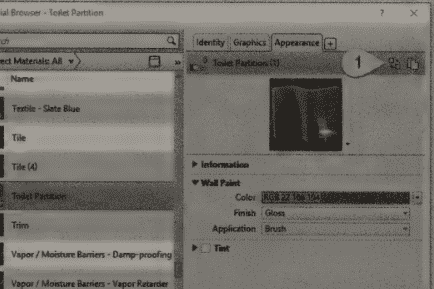 ial Browser - Toilet Partition
? ×
rch
Identity Graphics Appearance +
ect Materials: All
»
Toilet Partition (1)
1
Name
Textile - Slate Blue
Tile
Tile (4)
Toilet Partition
Trim
Vapor / Moisture Barriers - Damp-proofing
Vapor / Moisture Barriers - Vapor Retarder
Information
Wall Paint
Color
Finish Gloss
Application Brush
Tint